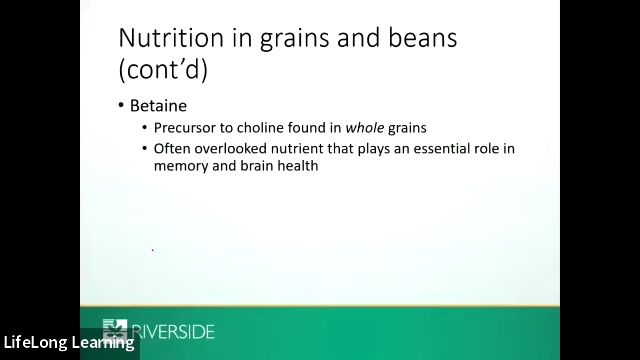 Nutrition in grains and beans
(cont’d)
• Betaine
• Precursor to choline found in whole grains
• Often overlooked nutrient that plays an essential role in
memory and brain health
RIVERSIDE
LifeLong Learning